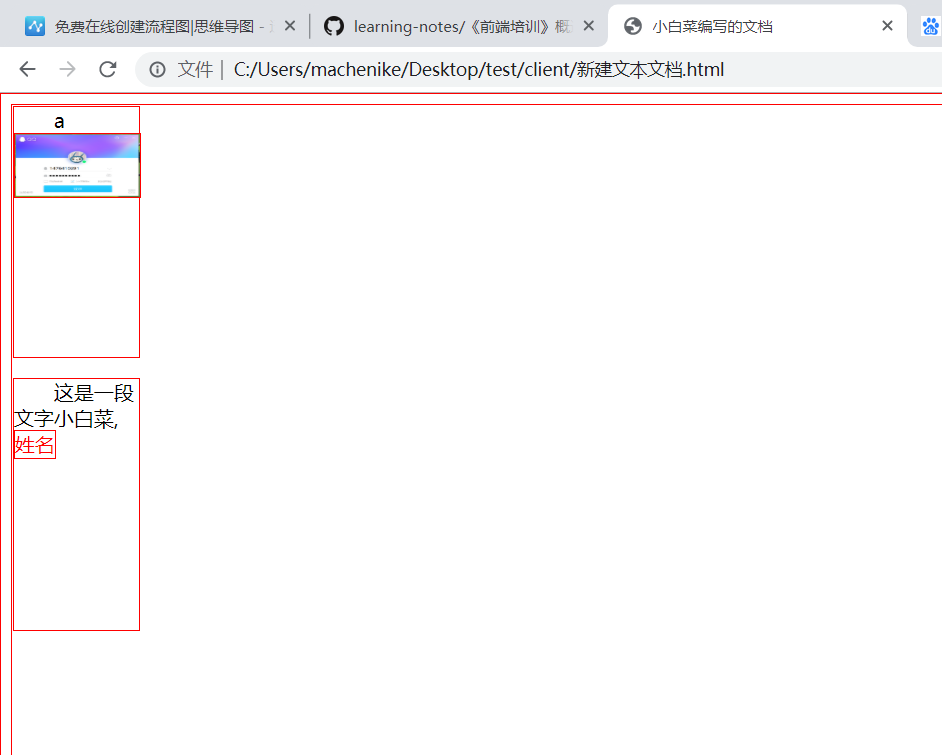 免费在线创建流程图|思维导图 -
learning-notes/《前端培训》概
小白菜编写的文档
du
文件 | C:/Users/machenike/Desktop/test/client/新建文本文档.html
a
这是一段
文字小白菜,
姓名